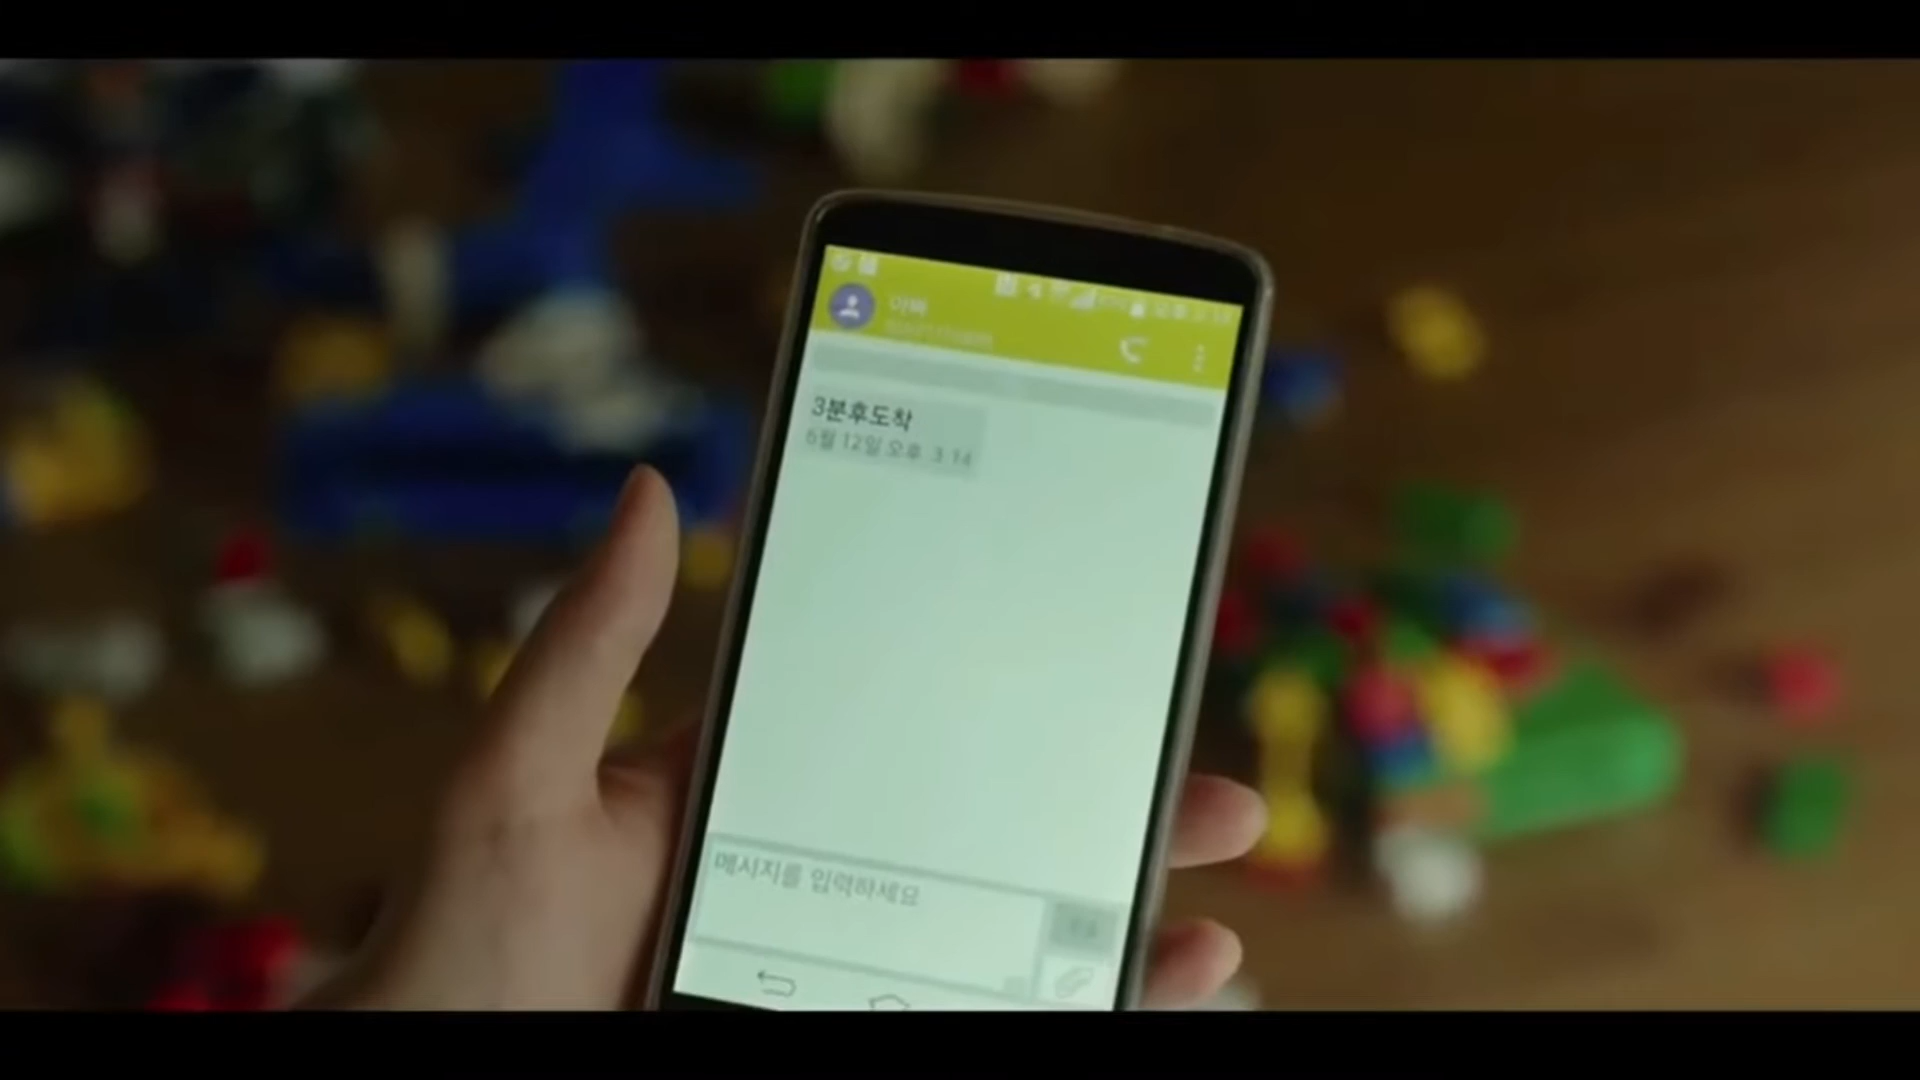 아빠
3분후도착
6월 12일 오후 3:14
메시지를 입력하세요